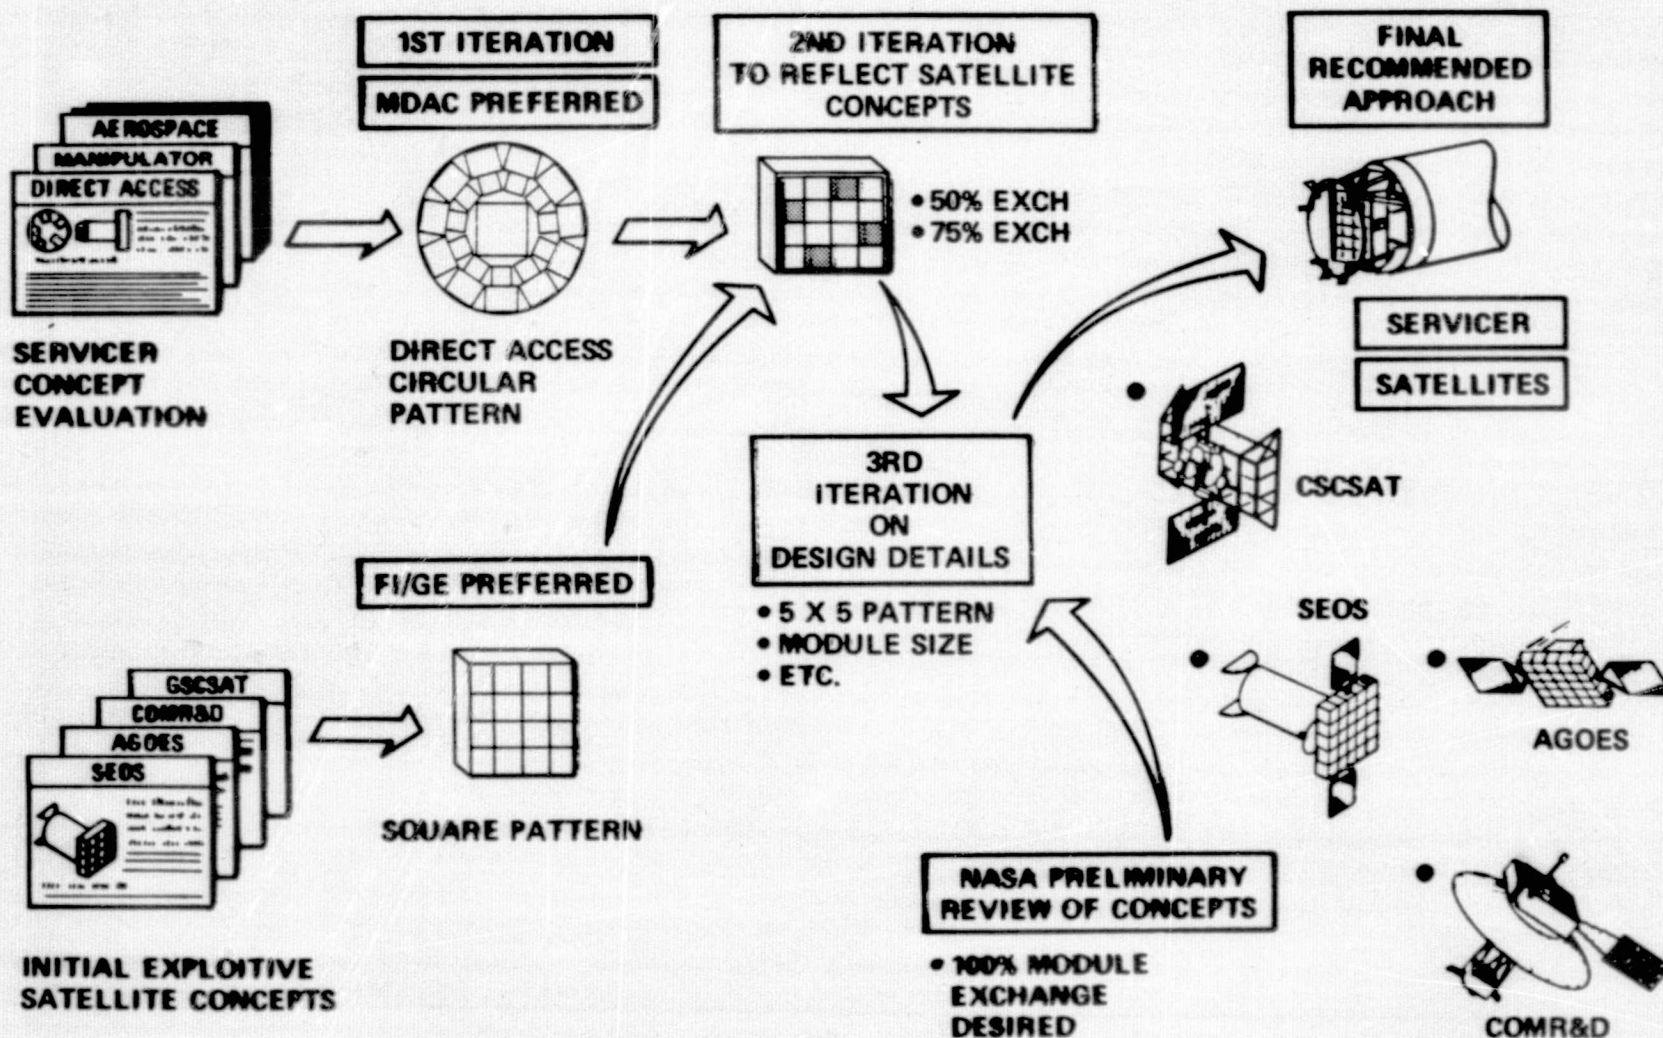 1ST ITERATION
MDAC PREFERRED
2ND ITERATION
TO REFLECT SATELLITE
CONCEPTS
FINAL
RECOMMENDED
APPROACH
AEROSPACE
MANIPULATOR
DIRECT ACCESS
• 50% EXCH
• 75% EXCH
SERVICER
CONCEPT
EVALUATION
DIRECT ACCESS
CIRCULAR
PATTERN
SERVICER
SATELLITES
3RD
ITERATION
ON
DESIGN DETAILS
• 5 X 5 PATTERN
• MODULE SIZE
• ETC.
CSCSAT
FI/GE PREFERRED
SEOS
AGOES
GSCSAT
COMR&D
AGOES
SEOS
SQUARE PATTERN
NASA PRELIMINARY
REVIEW OF CONCEPTS
• 100% MODULE
EXCHANGE
DESIRED
INITIAL EXPLOITIVE
SATELLITE CONCEPTS
COMR&D